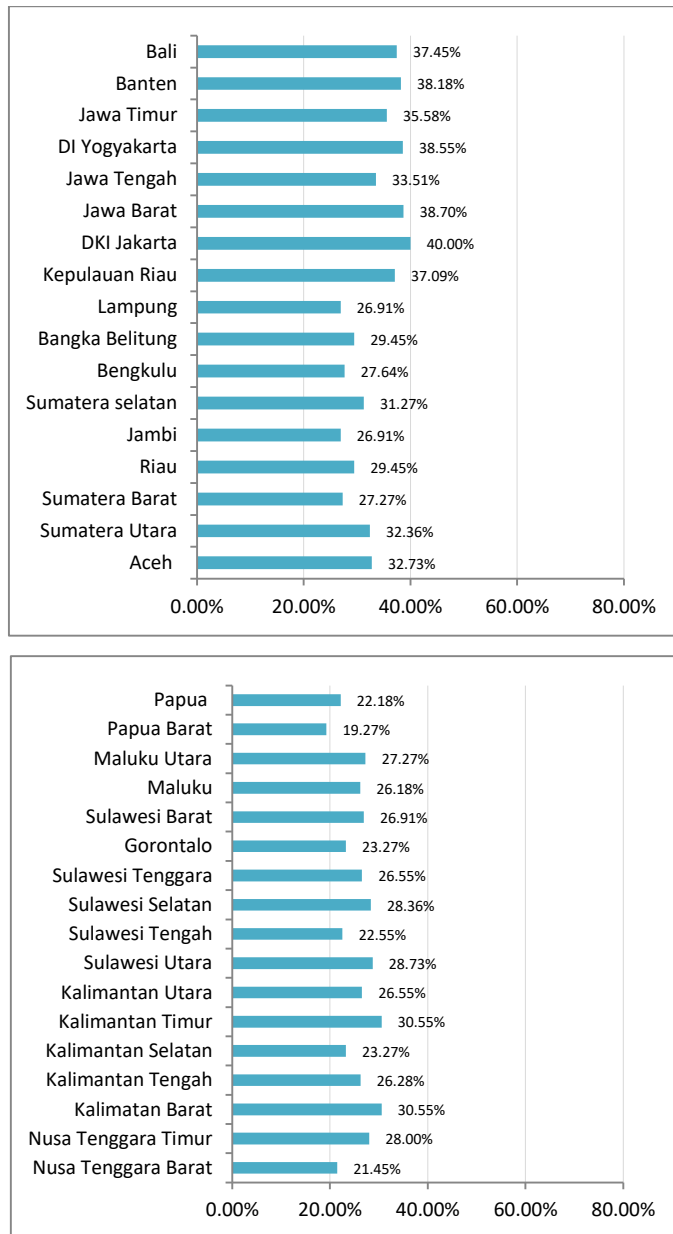 Bali 37.45%
Banten 38.18%
Jawa Timur 35.58%
DI Yogyakarta 38.55%
Jawa Tengah 33.51%
Jawa Barat 38.70%
DKI Jakarta 40.00%
Kepulauan Riau 37.09%
Lampung 26.91%
Bangka Belitung 29.45%
Bengkulu 27.64%
Sumatera selatan 31.27%
Jambi 26.91%
Riau 29.45%
Sumatera Barat 27.27%
Sumatera Utara 32.36%
Aceh 32.73%
0.00% 20.00% 40.00% 60.00% 80.00%
Papua 22.18%
Papua Barat 19.27%
Maluku Utara 27.27%
Maluku 26.18%
Sulawesi Barat 26.91%
Gorontalo 23.27%
Sulawesi Tenggara 26.55%
Sulawesi Selatan 28.36%
Sulawesi Tengah 22.55%
Sulawesi Utara 28.73%
Kalimantan Utara 26.55%
Kalimantan Timur 30.55%
Kalimantan Selatan 23.27%
Kalimantan Tengah 26.28%
Kalimatan Barat 30.55%
Nusa Tenggara Timur 28.00%
Nusa Tenggara Barat 21.45%
0.00% 20.00% 40.00% 60.00% 80.00%